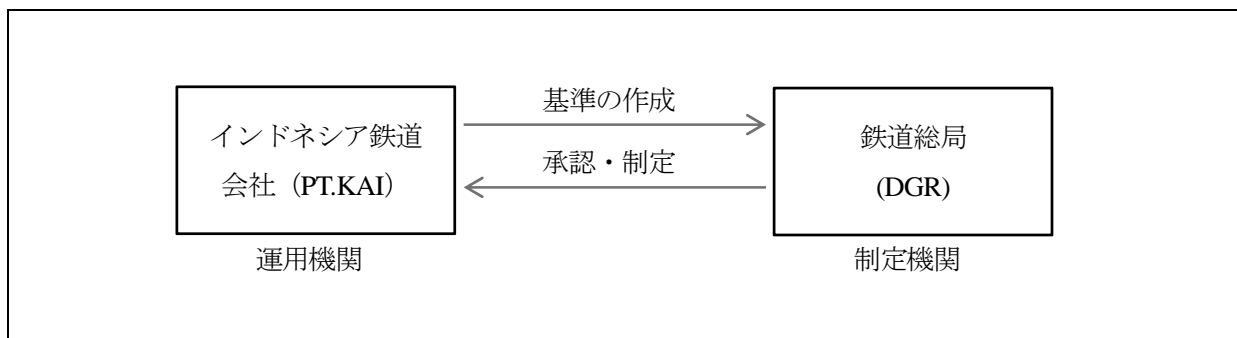 基準の作成
インドネシア鉄道
会社（PT.KAI）
承認・制定
鉄道総局
(DGR)
運用機関
制定機関